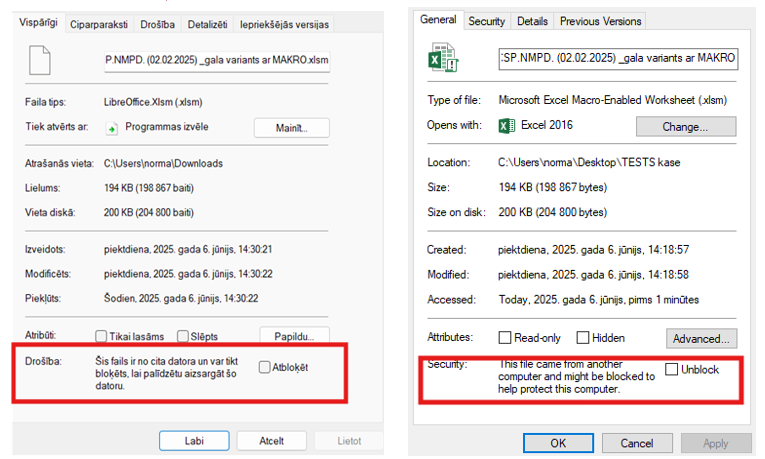 Vispārīgi Ciparparaksti Drošība Detalizēti Iepriekšējās versijas
P.NMPD. (02.02.2025) _gala variants ar MAKRO.xlsm
Faila tips: LibreOffice.Xlsm (.xlsm)
Tiek atvērts ar: Programmas izvēle Mainīt...
Atrašanās vieta: C:\Users\norma\Downloads
Lielums: 194 KB (198 867 baiti)
Vieta diskā: 200 KB (204 800 baiti)
Izveidots: piektdiena, 2025. gada 6. jūnijs, 14:30:21
Modificēts: piektdiena, 2025. gada 6. jūnijs, 14:30:22
Piekļūts: Šodien, 2025. gada 6. jūnijs, 14:30:22
Atribūti: Tikai lasāms Slēpts Papildu...
Drošība: Šis fails ir no cita datora un var tikt
bloķēts, lai palīdzētu aizsargāt šo
datoru.
Atbloķēt
Labi Atcelt Lietot
General Security Details Previous Versions
SP.NMPD. (02.02.2025) _gala variants ar MAKRO
Type of file: Microsoft Excel Macro-Enabled Worksheet (.xlsm)
Opens with: Excel 2016 Change...
Location: C:\Users\norma\Desktop\TESTS kase
Size: 194 KB (198 867 bytes)
Size on disk: 200 KB (204 800 bytes)
Created: piektdiena, 2025. gada 6. jūnijs, 14:18:57
Modified: piektdiena, 2025. gada 6. jūnijs, 14:18:58
Accessed: Today, 2025. gada 6. jūnijs, pirms 1 minūtes
Attributes: Read-only Hidden Advanced...
Security: This file came from another
computer and might be blocked to
help protect this computer.
Unblock
OK Cancel Apply